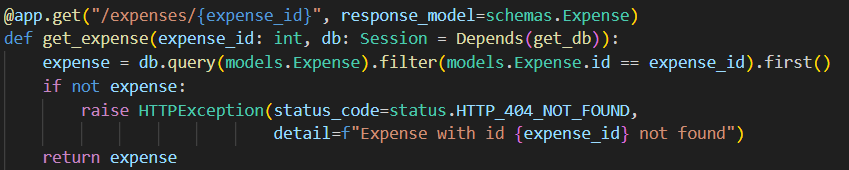 @app.get("/expenses/{expense_id}", response_model=schemas.Expense)
def get_expense(expense_id: int, db: Session = Depends(get_db)):
    expense = db.query(models.Expense).filter(models.Expense.id == expense_id).first()
    if not expense:
        raise HTTPException(status_code=status.HTTP_404_NOT_FOUND,
                            detail=f"Expense with id {expense_id} not found")
    return expense